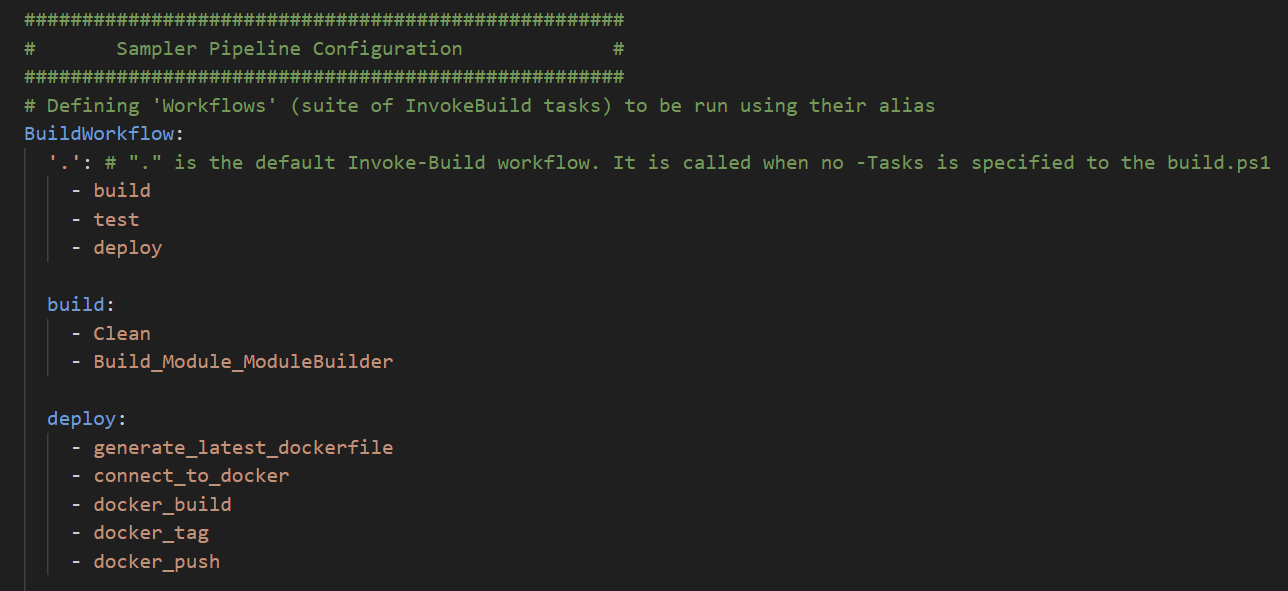 ####################################################
#       Sampler Pipeline Configuration             #
####################################################
# Defining 'Workflows' (suite of InvokeBuild tasks) to be run using their alias
BuildWorkflow:
  '.': # "." is the default Invoke-Build workflow. It is called when no -Tasks is specified to the build.ps1
    - build
    - test
    - deploy

  build:
    - Clean
    - Build_Module_ModuleBuilder

  deploy:
    - generate_latest_dockerfile
    - connect_to_docker
    - docker_build
    - docker_tag
    - docker_push